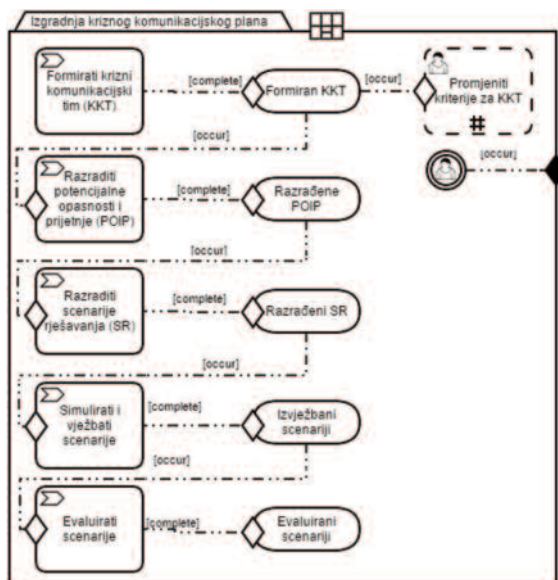 Izgradnja kriznog komunikacijskog plana
Formirati krizni
komunikacijski
tim (KKT)
[complete]
Formiran KKT
[occur]
Promjeniti
kriterije za KKT
[occur]
[occur]
Razraditi
potencijalne
opasnosti i
prijetnje (POIP)
[complete]
Razrađene
POIP
[occur]
Razraditi
scenarije
rješavanja (SR)
[complete]
Razrađeni SR
[occur]
Simulirati i
vježbati
scenarije
[complete]
Izvježbani
scenariji
[occur]
Evaluirati
scenarije
[complete]
Evaluirani
scenariji